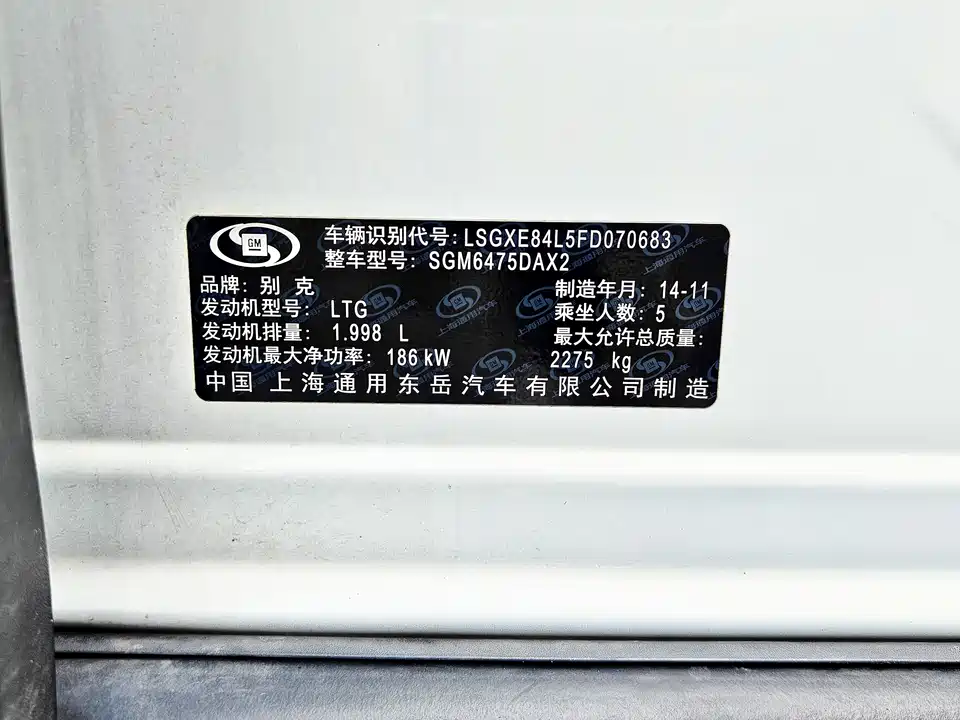 GM
车辆识别代号: LSGXE84L5FD070683
整车型号: SGM6475DAX2
品牌: 别 克
制造年月: 14-11
发动机型号: LTG
乘坐人数: 5
发动机排量: 1.998 L
最大允许总质量:
发动机最大净功率: 186 kW
2275 kg
中国 上海通用东岳汽车有限公司制造